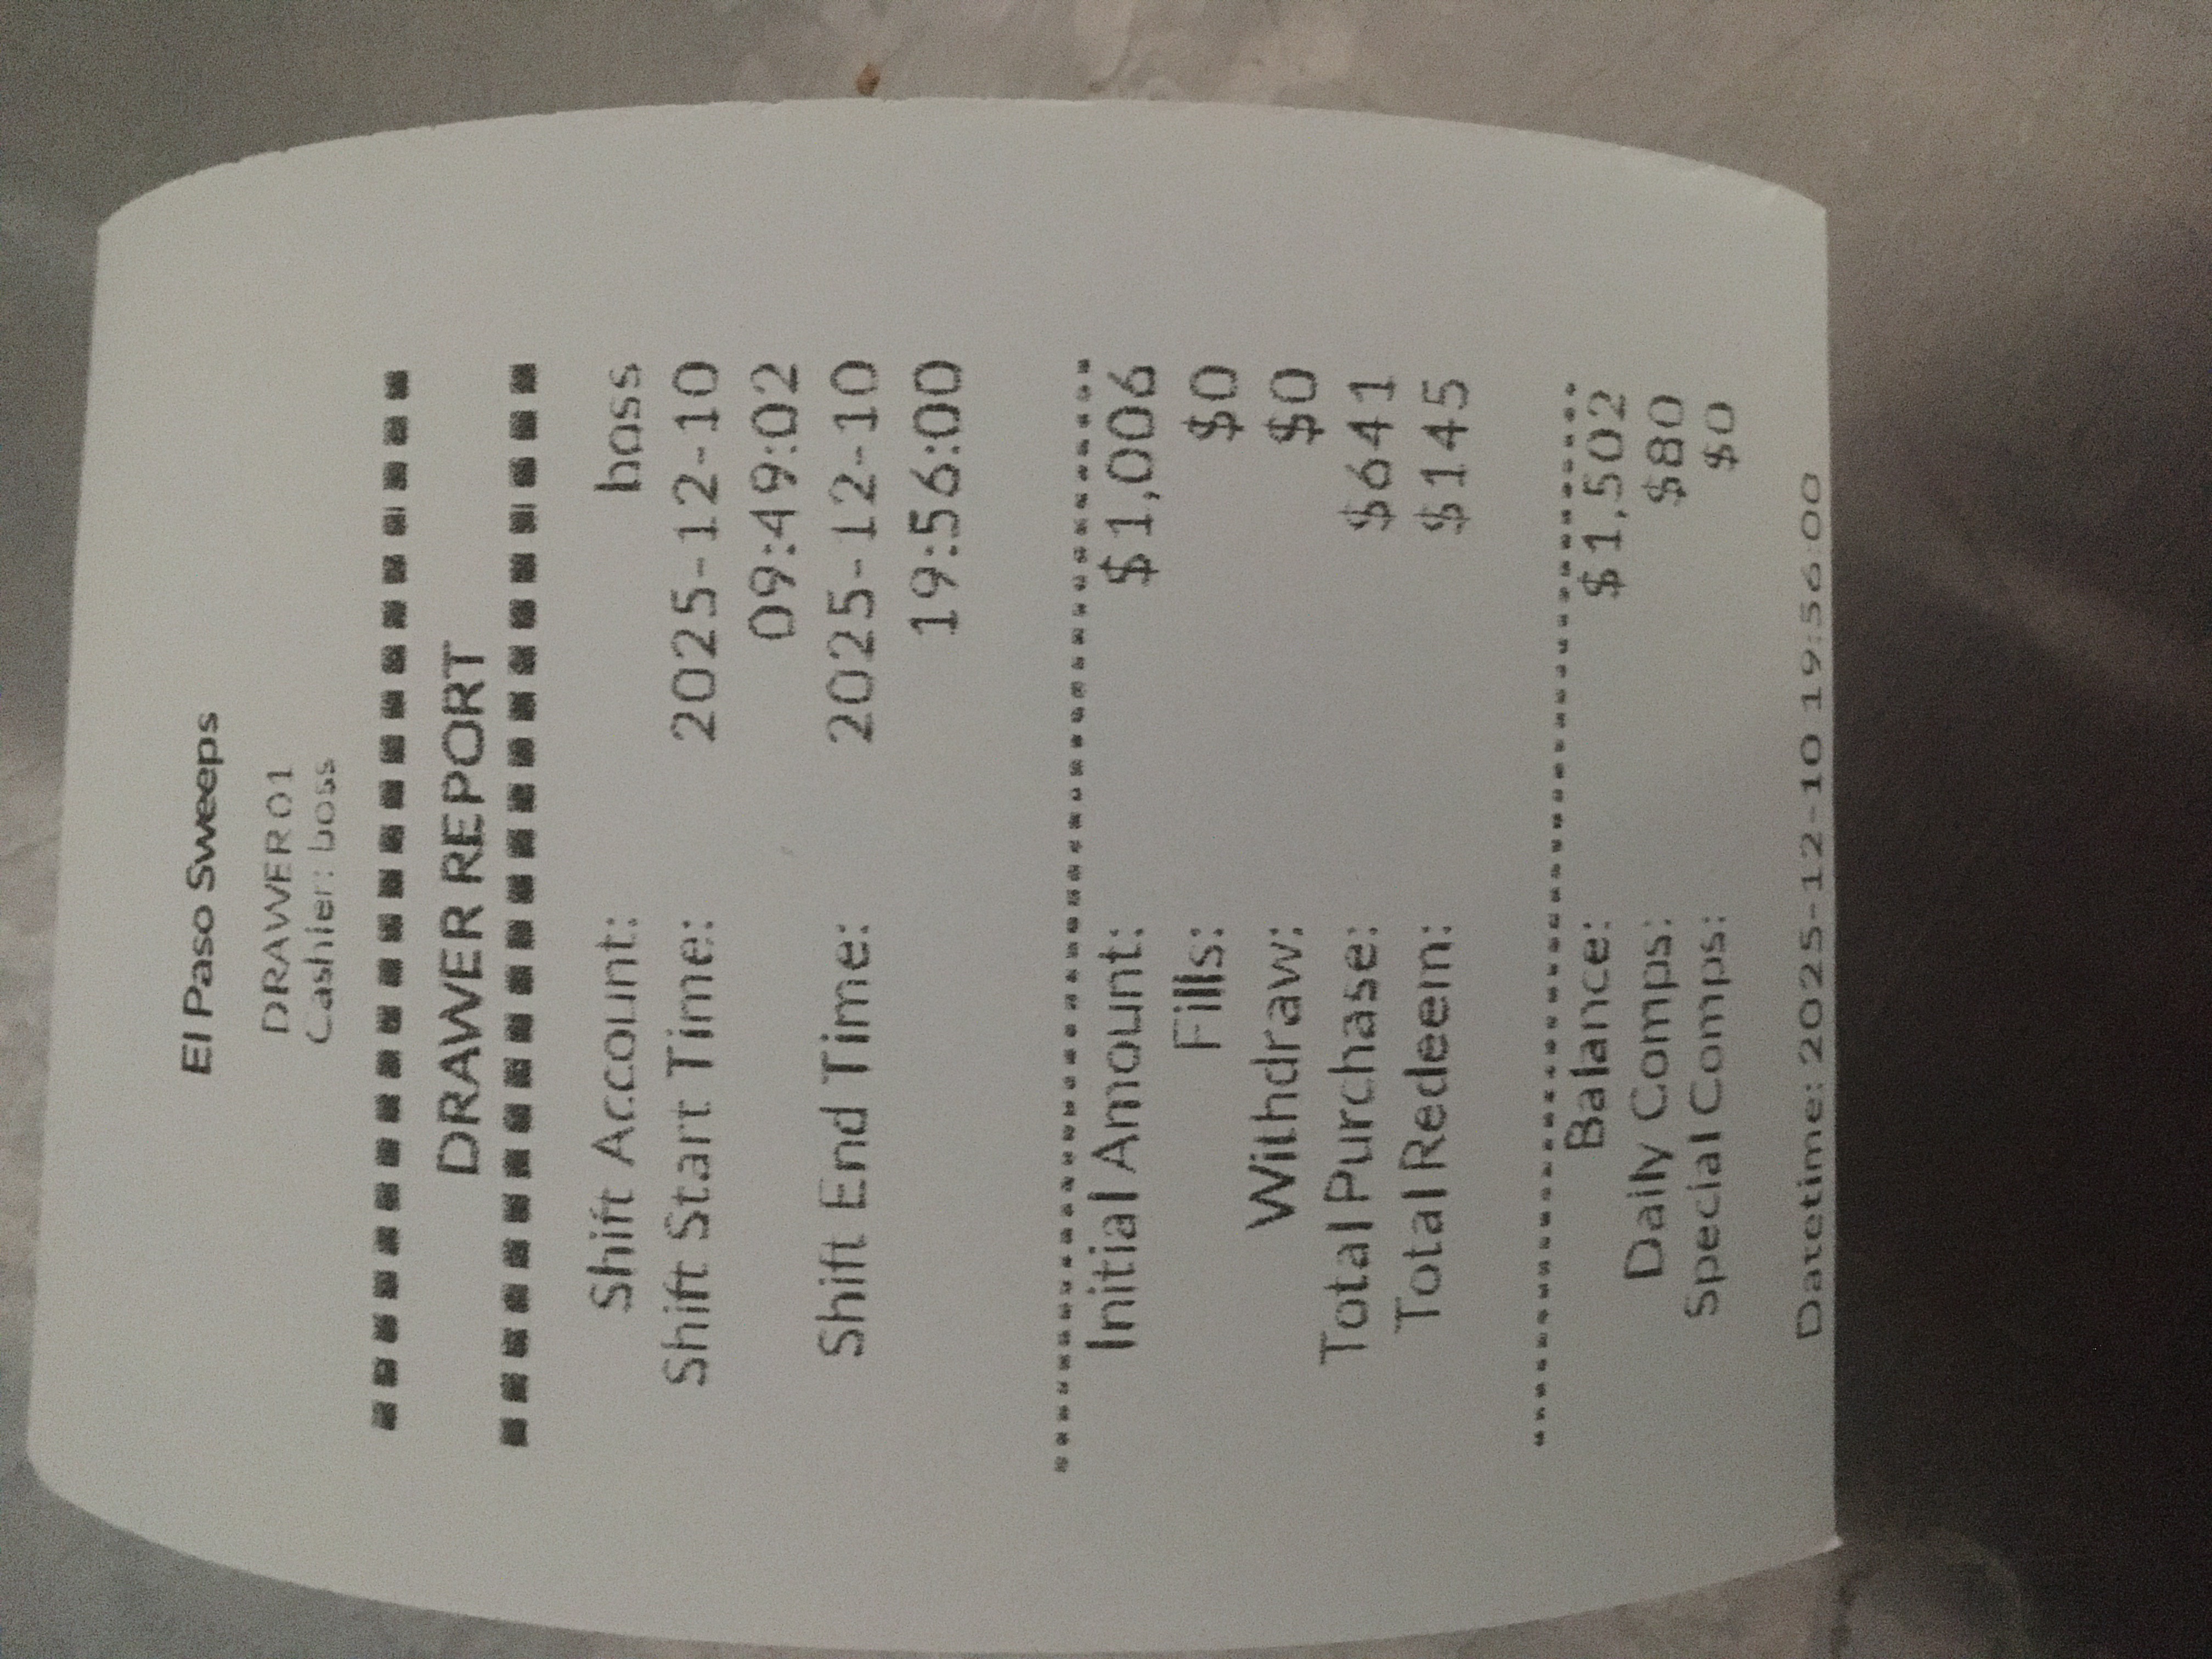 El Paso Sweeps
DRAWER01
Cashier: boss
DRAWER REPORT
Shift Account: boss
Shift Start Time: 2025-12-10
09:49:02
Shift End Time: 2025-12-10
19:56:00
Initial Amount: $1,006
Fills: $0
Withdraw: $0
Total Purchase: $641
Total Redeem: $145
Balance: $1,502
Daily Comps: $80
Special Comps: $0
Datetime: 2025-12-10 19:56:00